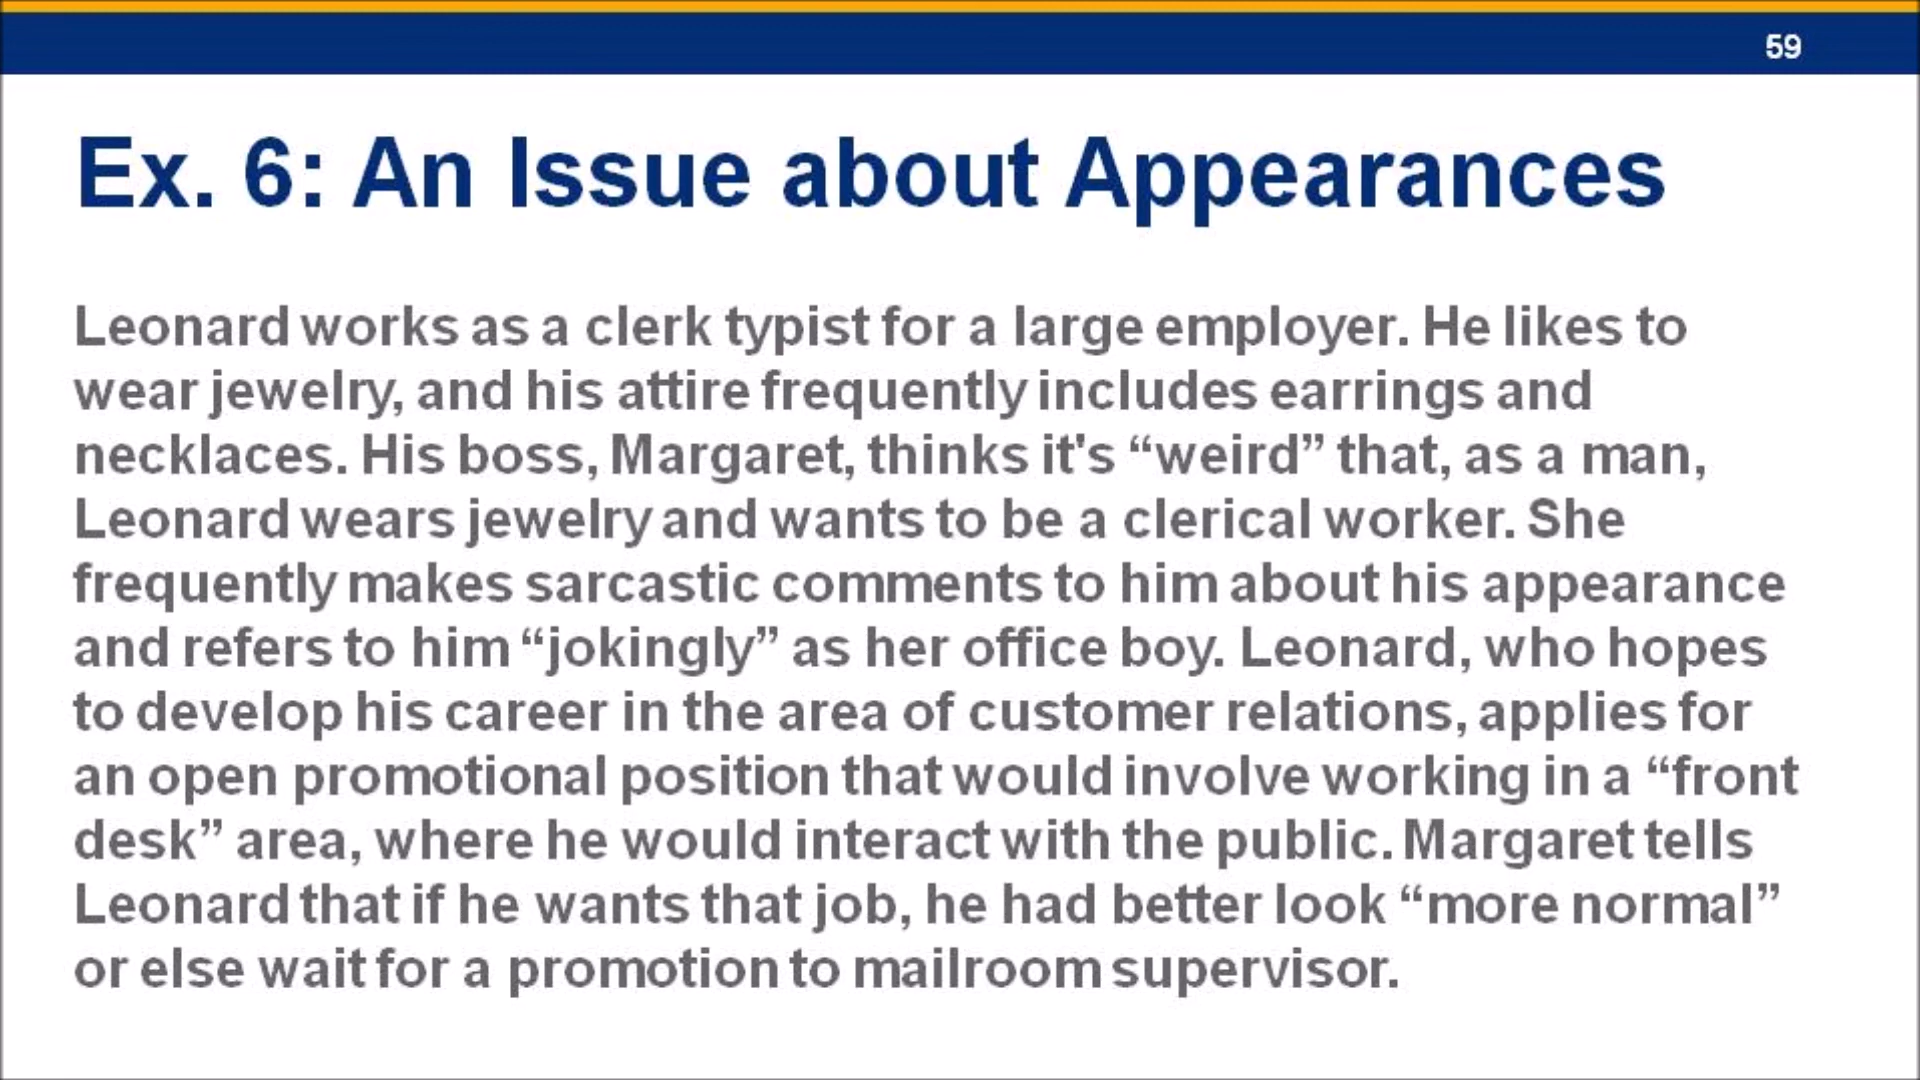 59
Ex. 6: An Issue about Appearances
Leonard works as a clerk typist for a large employer. He likes to
wear jewelry, and his attire frequently includes earrings and
necklaces. His boss, Margaret, thinks it's “weird” that, as a man,
Leonard wears jewelry and wants to be a clerical worker. She
frequently makes sarcastic comments to him about his appearance
and refers to him “jokingly” as her office boy. Leonard, who hopes
to develop his career in the area of customer relations, applies for
an open promotional position that would involve working in a “front
desk” area, where he would interact with the public. Margaret tells
Leonard that if he wants that job, he had better look “more normal”
or else wait for a promotion to mailroom supervisor.